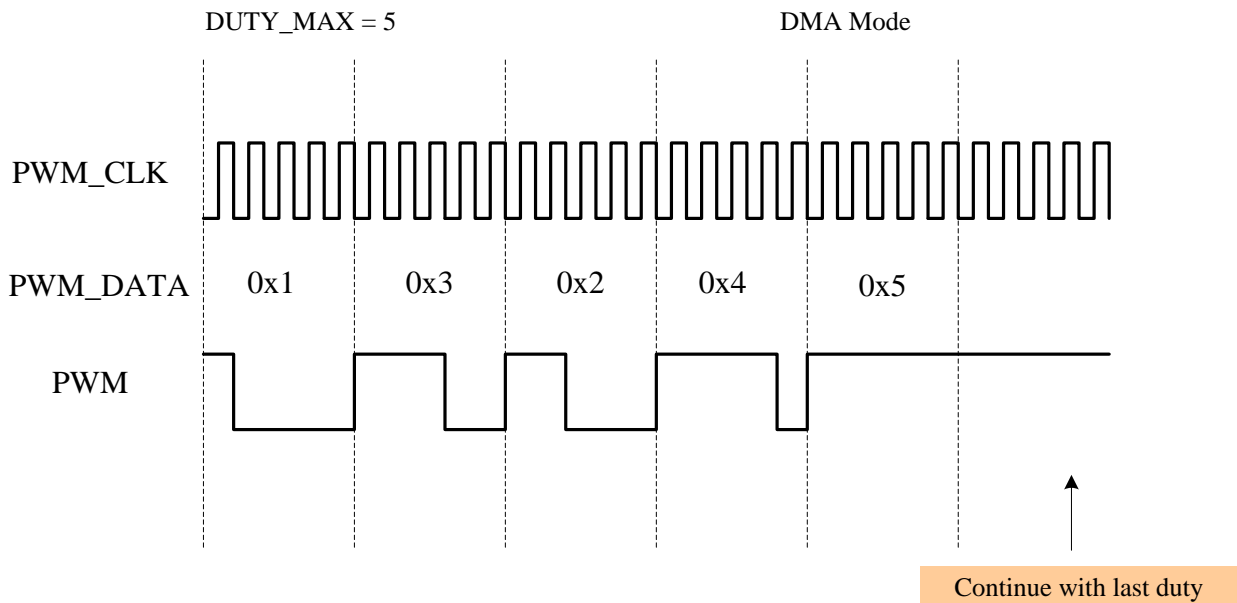 DUTY_MAX = 5
DMA Mode
PWM_CLK
PWM_DATA
0x1
0x3
0x2
0x4
0x5
PWM
Continue with last duty